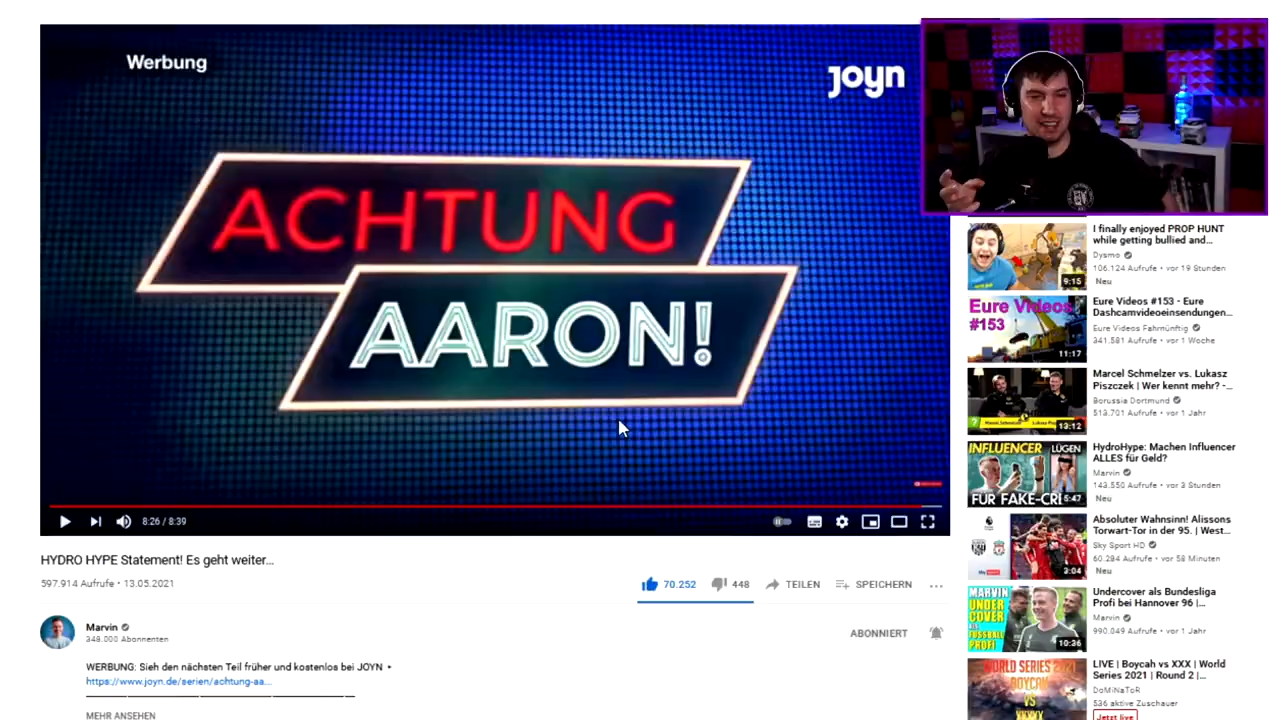 Werbung
Joyn
ACHTUNG
AARON!
8:26 / 8:39
HYDRO HYPE Statement! Es geht weiter...
597.914 Aufrufe • 13.05.2021
70.252
448
TEILEN
SPEICHERN
Marvin
348.000 Abonnenten
ABONNIERT
WERBUNG: Sieh den nächsten Teil früher und kostenlos bei JOYN
https://www.joyn.de/serien/achtung-aa...
MEHR ANSEHEN
9:15
I finally enjoyed PROP HUNT
while getting bullied and...
Dysmo
106.124 Aufrufe • vor 19 Stunden
Neu
Eure Videos
#153
11:17
Eure Videos #153 - Eure
Dashcamvideoeinsendungen...
Eure Videos Fahrnünftig
341.581 Aufrufe • vor 1 Woche
13:12
Marcel Schmelzer vs. Lukasz
Piszczek | Wer kennt mehr? -...
Borussia Dortmund
513.701 Aufrufe • vor 1 Jahr
INFLUENCER LÜGEN
FÜR FAKE-CRE
5:47
HydroHype: Machen Influencer
ALLES für Geld?
Marvin
143.550 Aufrufe • vor 3 Stunden
Neu
3:04
Absoluter Wahnsinn! Alissons
Torwart-Tor in der 95. | West...
Sky Sport HD
60.284 Aufrufe • vor 58 Minuten
Neu
MARVIN
UNDER
COVER
ALS
FUSSBALL
PROFI
10:36
Undercover als Bundesliga
Profi bei Hannover 96 |...
Marvin
990.049 Aufrufe • vor 1 Jahr
WORLD SERIES 2021
BOYCAH
VS
XXXX
LIVE | Boycah vs XXX | World
Series 2021 | Round 2 |...
DoMiNaToR
536 aktive Zuschauer
Jetzt live